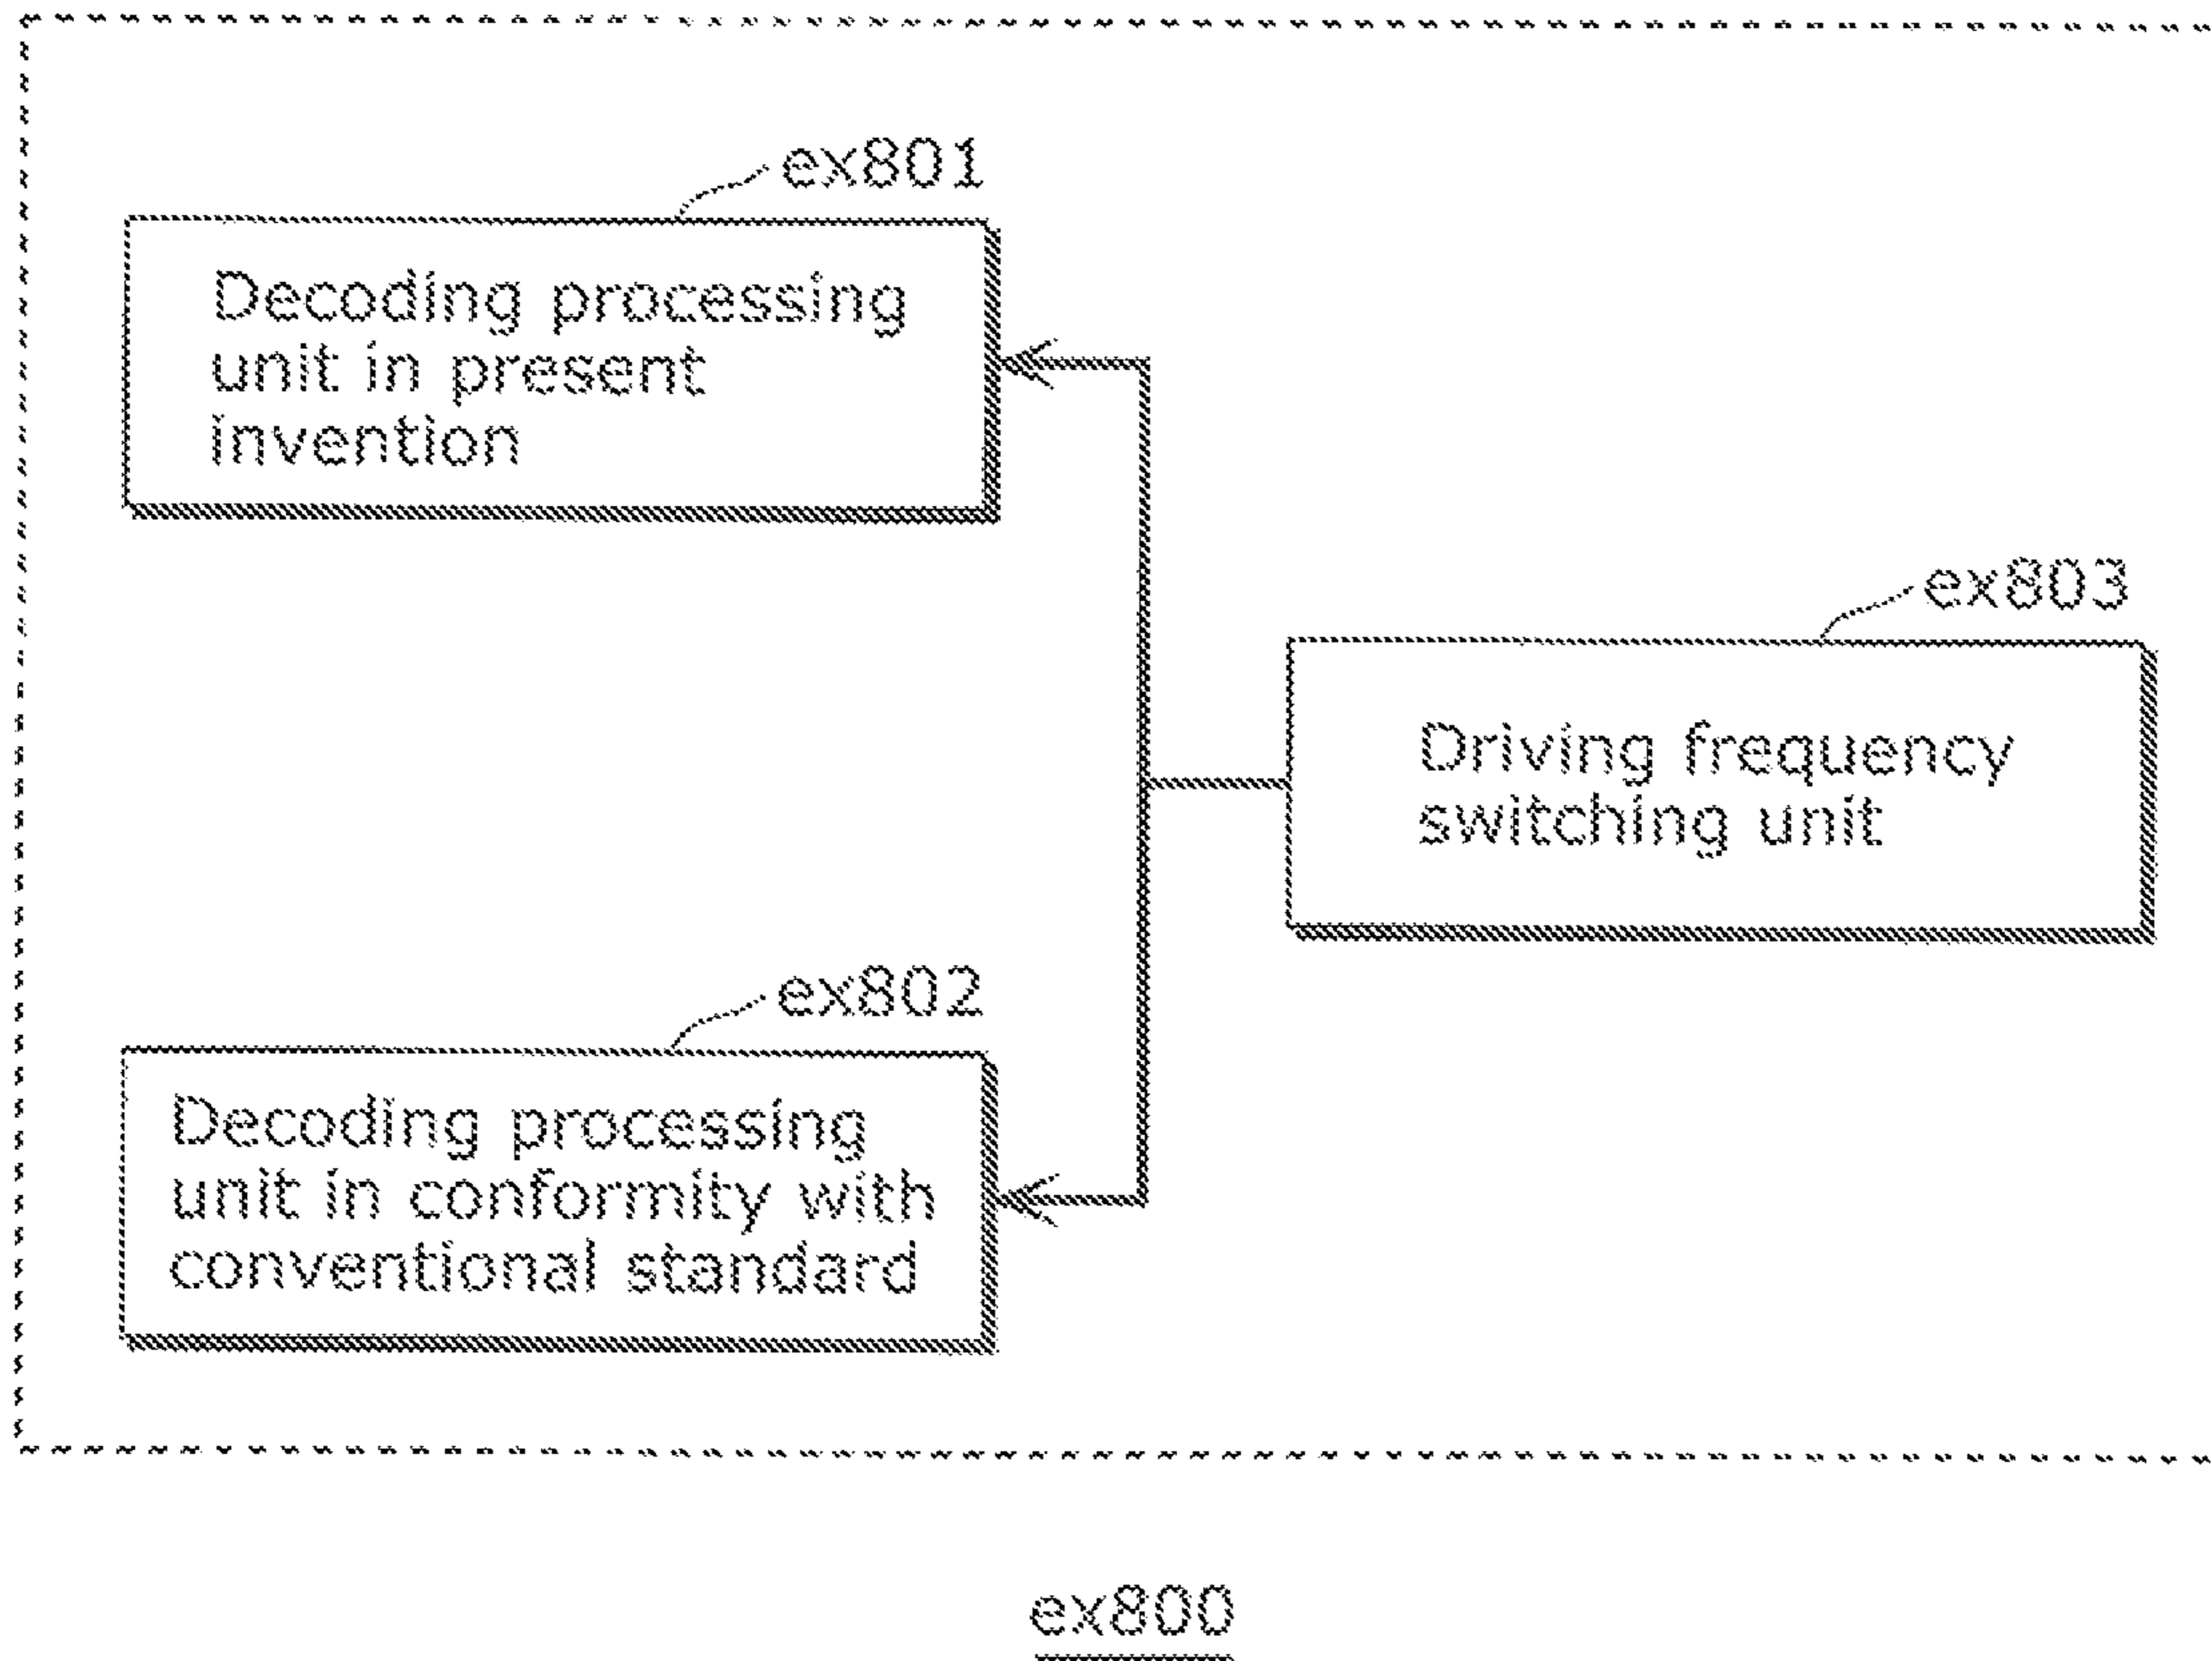 ex801
Decoding processing
unit in present
invention
ex803
Driving frequency
switching unit
ex802
Decoding processing
unit in conformity with
conventional standard
ex800